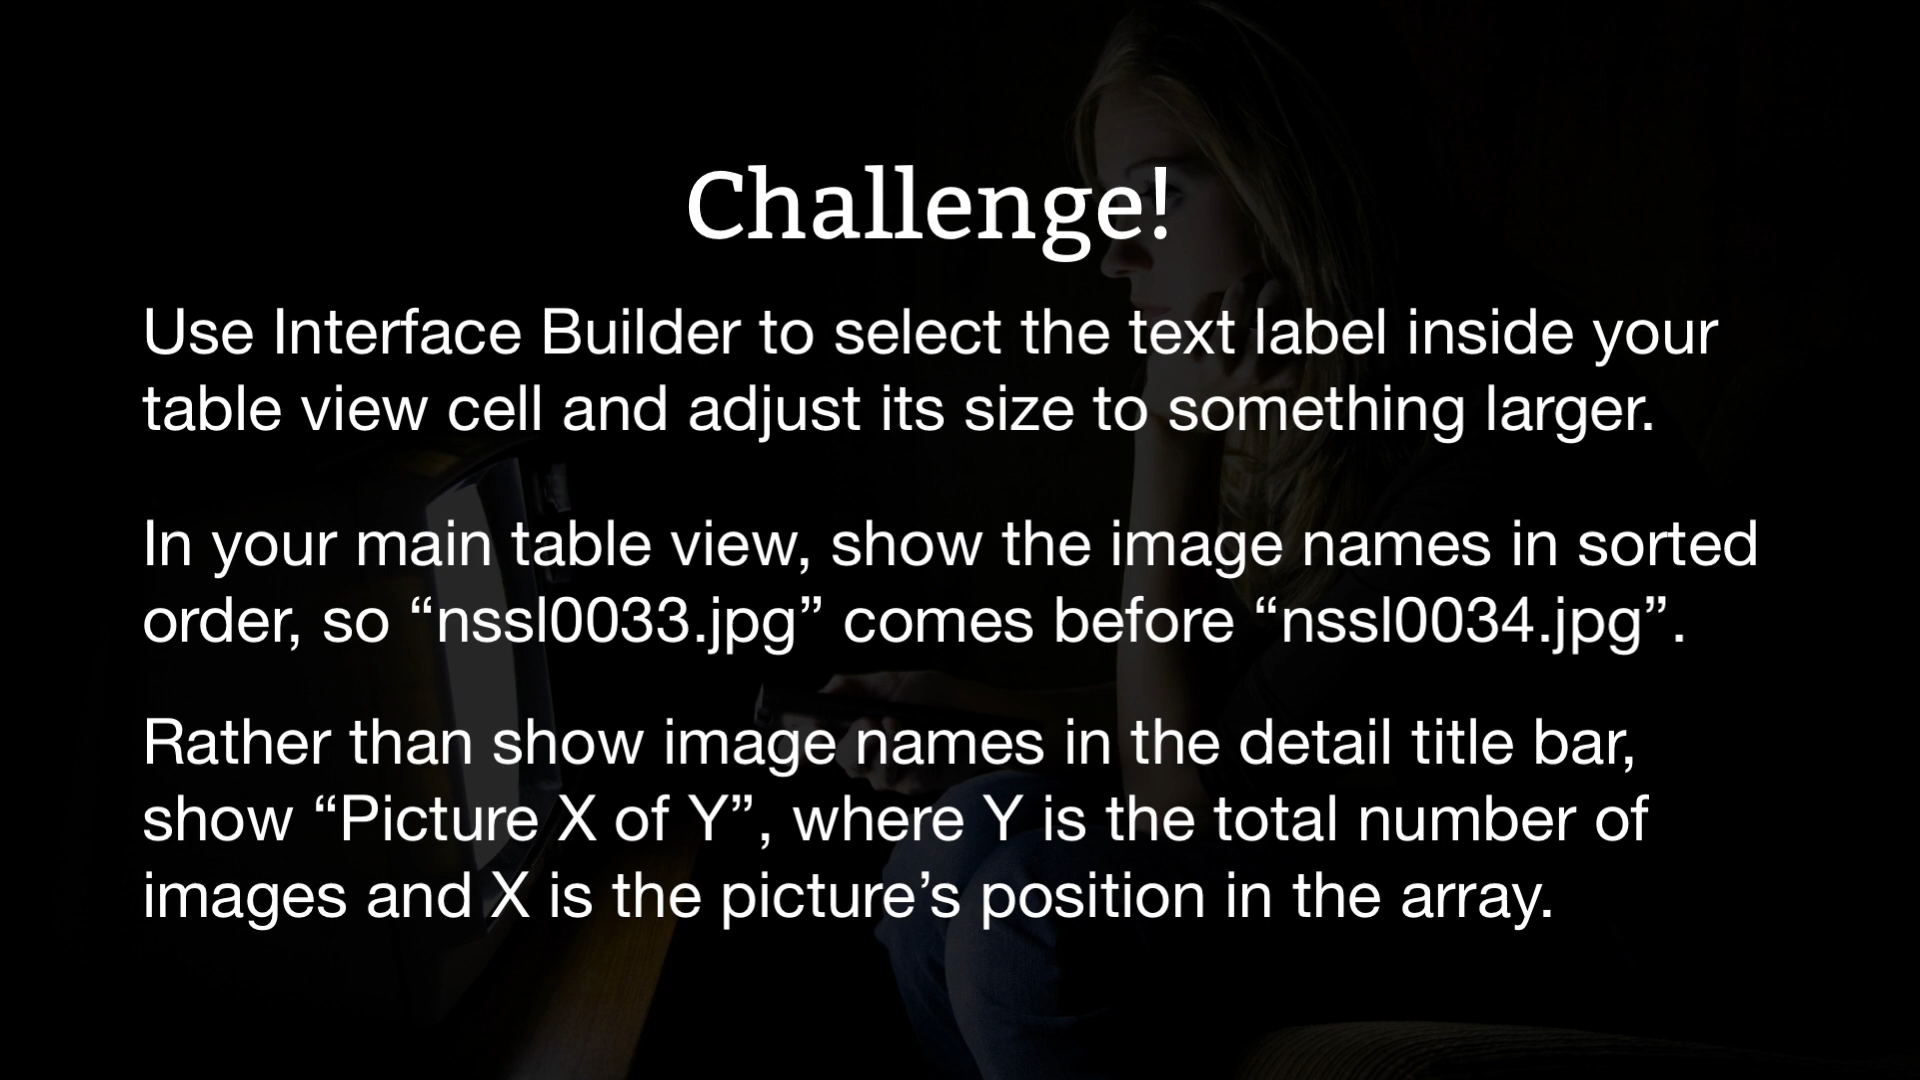 Challenge!
Use Interface Builder to select the text label inside your
table view cell and adjust its size to something larger.
In your main table view, show the image names in sorted
order, so “nssl0033.jpg” comes before “nssl0034.jpg”.
Rather than show image names in the detail title bar,
show “Picture X of Y”, where Y is the total number of
images and X is the picture’s position in the array.